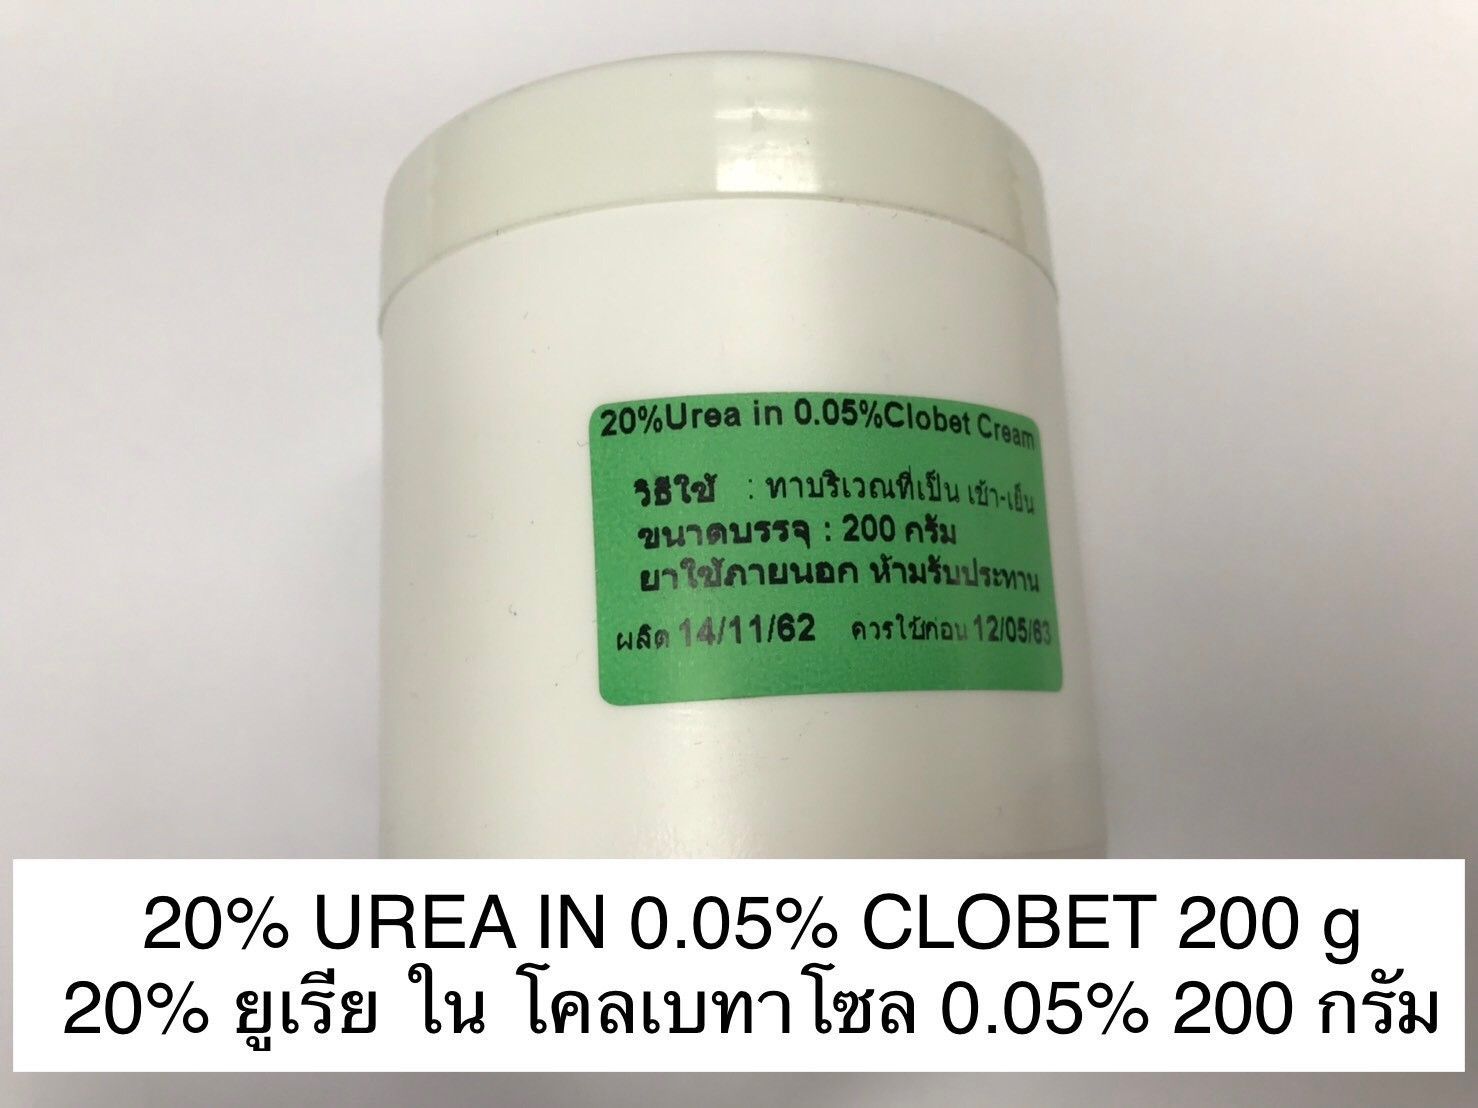 20%Urea in 0.05%Clobet Cream
วิธีใช้ : ทาบริเวณที่เป็น เช้า-เย็น
ขนาดบรรจุ : 200 กรัม
ยาใช้ภายนอก ห้ามรับประทาน
ผลิต 14/11/62 ควรใช้ก่อน 12/05/63
20% UREA IN 0.05% CLOBET 200 g
20% ยูเรีย ใน โคลเบทาโซล 0.05% 200 กรัม